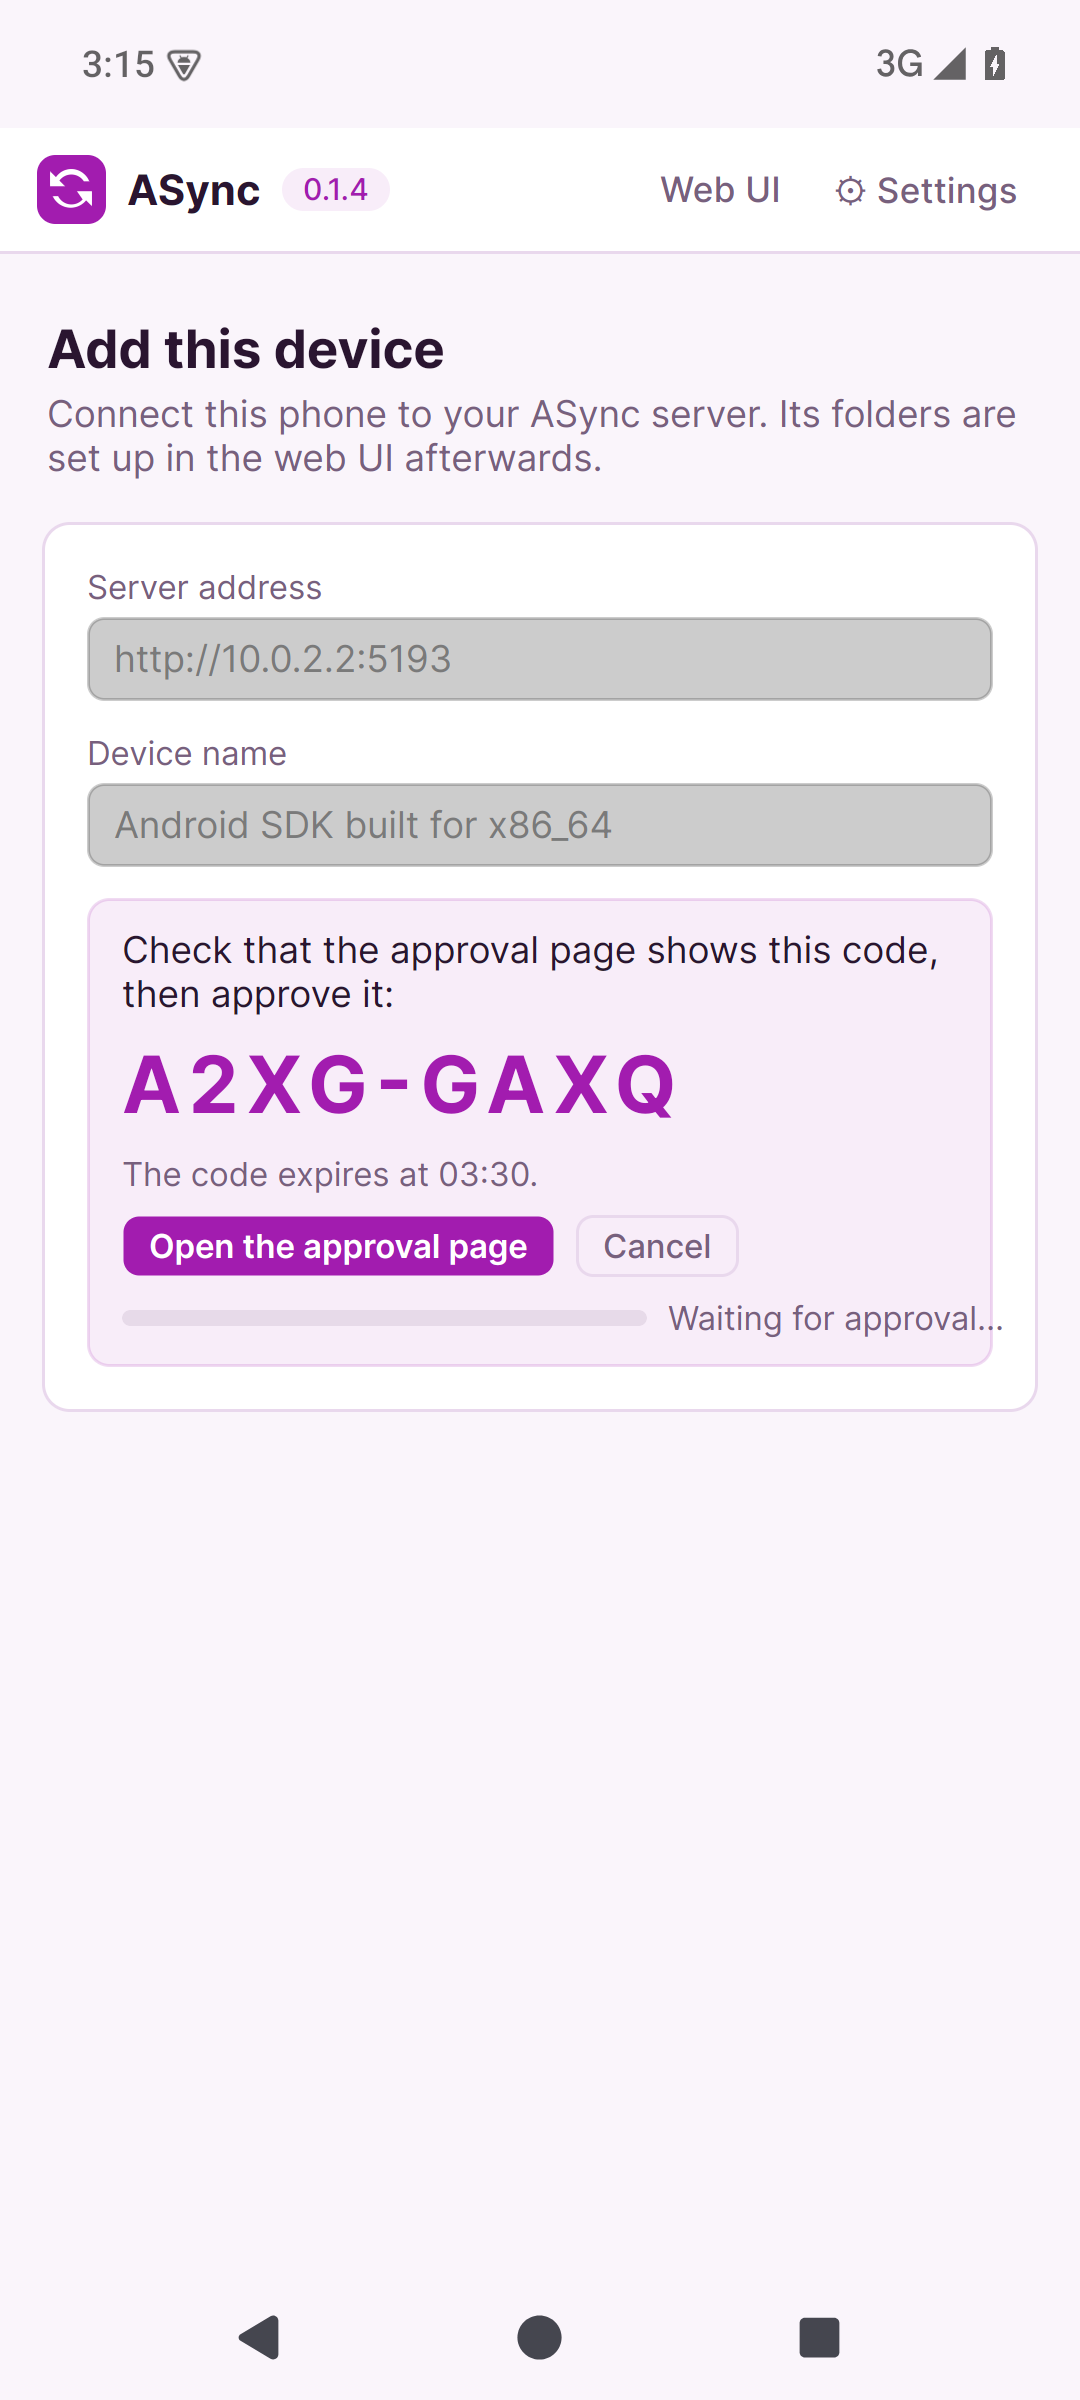 3:15
3G
ASync
0.1.4
Web UI
Settings
Add this device
Connect this phone to your ASync server. Its folders are
set up in the web UI afterwards.
Server address
http://10.0.2.2:5193
Device name
Android SDK built for x86_64
Check that the approval page shows this code,
then approve it:
A2XG-GAXQ
The code expires at 03:30.
Open the approval page
Cancel
Waiting for approval…